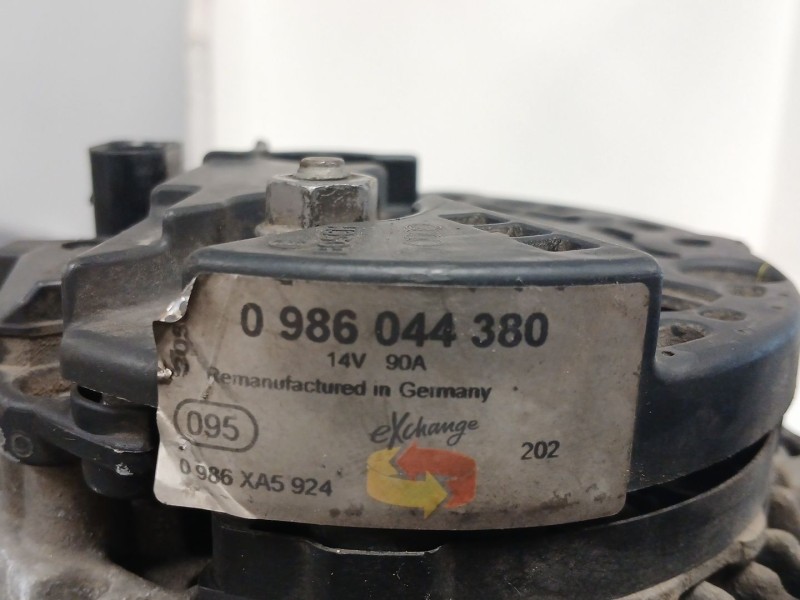 0 986 044 380
14V 90A
Remanufactured in Germany
095
eXchange
202
0 986 XA5 924